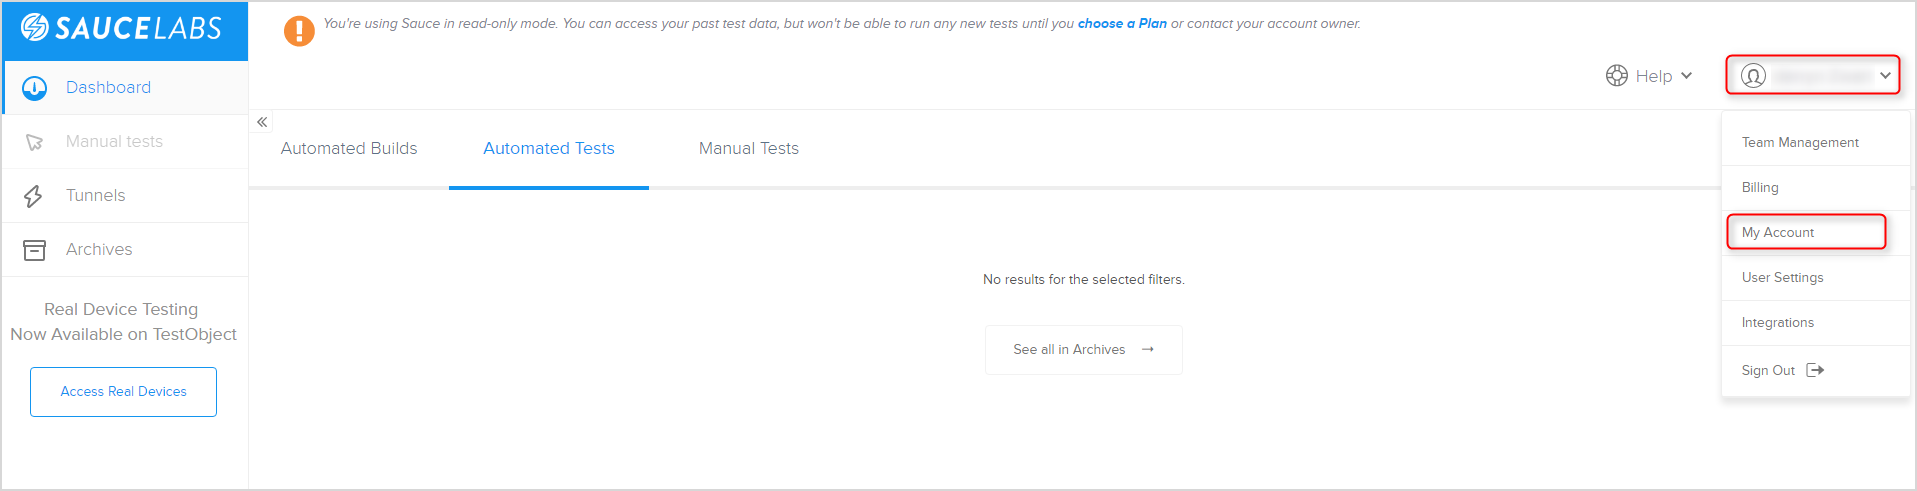 SAUCELABS
You're using Sauce in read-only mode. You can access your past test data, but won't be able to run any new tests until you choose a Plan or contact your account owner.
Help
Dashboard
Manual tests
Tunnels
Archives
Real Device Testing
Now Available on TestObject
Access Real Devices
Automated Builds
Automated Tests
Manual Tests
No results for the selected filters.
See all in Archives →
Team Management
Billing
My Account
User Settings
Integrations
Sign Out